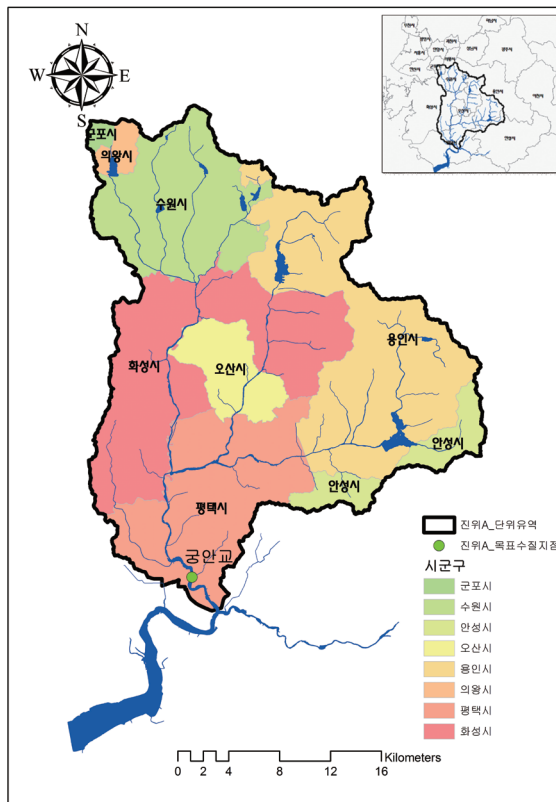 N
W E
S
군포시
의왕시
수원시
용인시
화성시
오산시
안성시
안성시
평택시
궁안교
진위A_단위유역
진위A_목표수질지점
시군구
군포시
수원시
안성시
오산시
용인시
의왕시
평택시
화성시
Kilometers
0 1 2 4 8 12 16